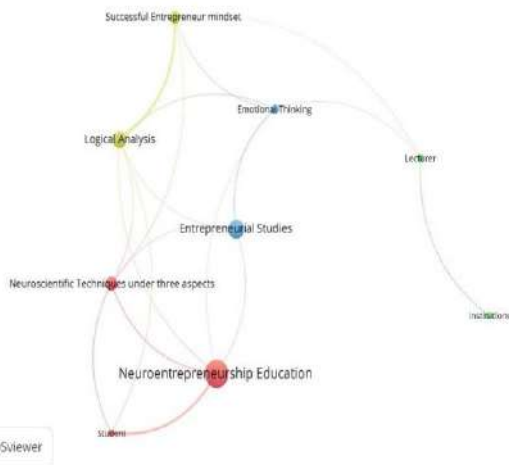 Successful Entrepreneur mindset
Emotional Thinking
Logical Analysis
Lecturer
Entrepreneurial Studies
Neuroscientific Techniques under three aspects
Institutions
Neuroentrepreneurship Education
Student
Sviewer